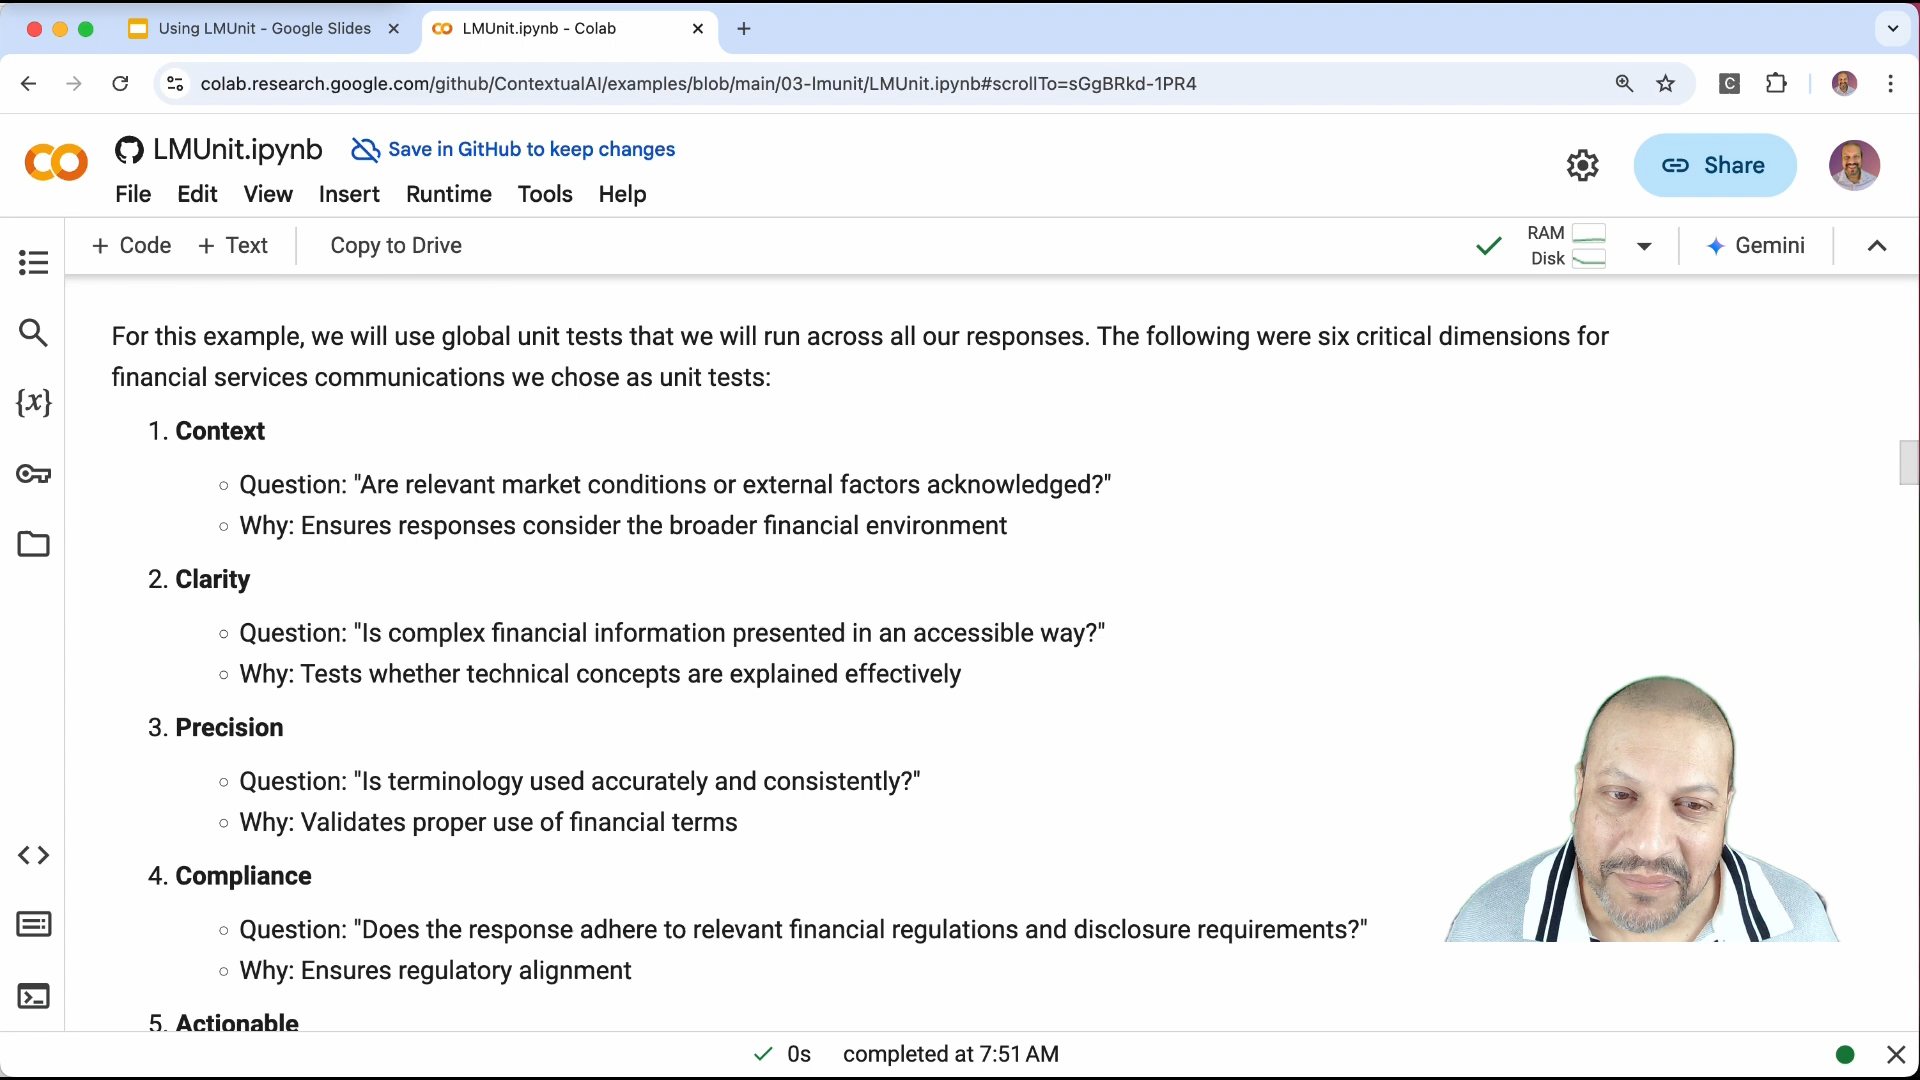 Using LMUnit - Google Slides
LMUnit.ipynb - Colab
colab.research.google.com/github/ContextualAI/examples/blob/main/03-lmunit/LMUnit.ipynb#scrollTo=sGgBRkd-1PR4
C
CO
LMUnit.ipynb
Save in GitHub to keep changes
Share
File Edit View Insert Runtime Tools Help
+ Code + Text Copy to Drive
RAM
Disk
Gemini
{x}
For this example, we will use global unit tests that we will run across all our responses. The following were six critical dimensions for
financial services communications we chose as unit tests:
1. Context
Question: "Are relevant market conditions or external factors acknowledged?"
Why: Ensures responses consider the broader financial environment
2. Clarity
Question: "Is complex financial information presented in an accessible way?"
Why: Tests whether technical concepts are explained effectively
3. Precision
Question: "Is terminology used accurately and consistently?"
Why: Validates proper use of financial terms
4. Compliance
Question: "Does the response adhere to relevant financial regulations and disclosure requirements?"
Why: Ensures regulatory alignment
5. Actionable
0s completed at 7:51 AM